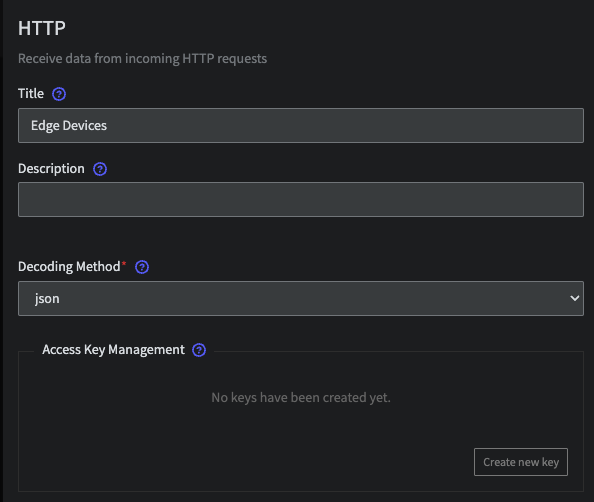 HTTP
Receive data from incoming HTTP requests
Title ?
Edge Devices
Description ?
Decoding Method* ?
json
Access Key Management ?
No keys have been created yet.
Create new key